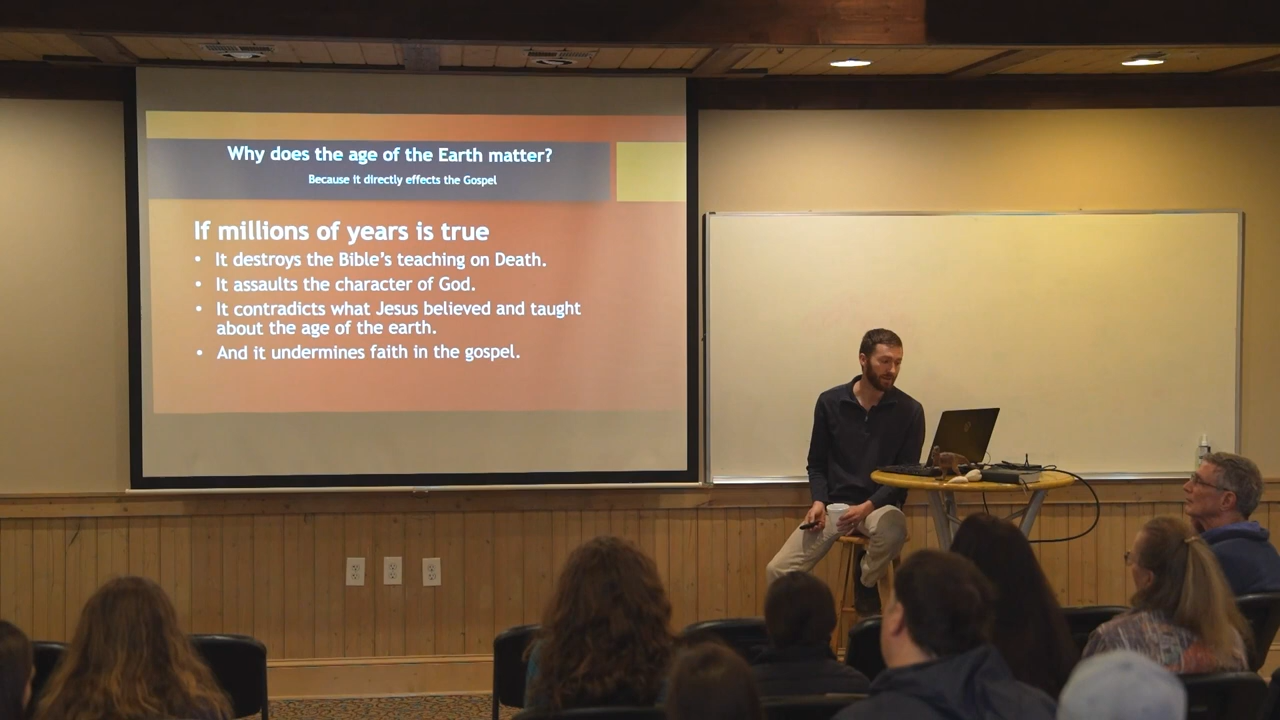 Why does the age of the Earth matter?
Because it directly effects the Gospel
If millions of years is true
• It destroys the Bible's teaching on Death.
• It assaults the character of God.
• It contradicts what Jesus believed and taught
about the age of the earth.
• And it undermines faith in the gospel.